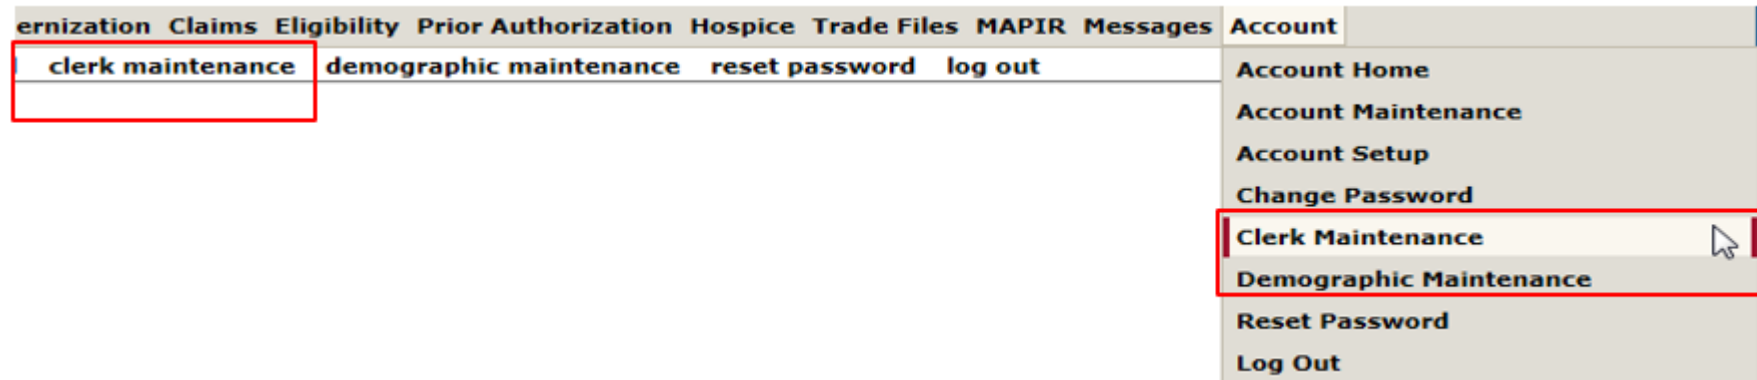 ernization Claims Eligibility Prior Authorization Hospice Trade Files MAPIR Messages Account
clerk maintenance demographic maintenance reset password log out
Account Home
Account Maintenance
Account Setup
Change Password
Clerk Maintenance
Demographic Maintenance
Reset Password
Log Out